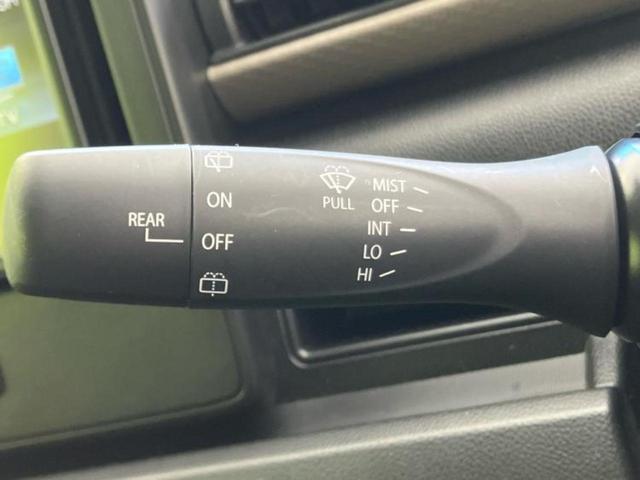 REAR
ON
OFF
PULL
MIST
OFF
INT
LO
HI